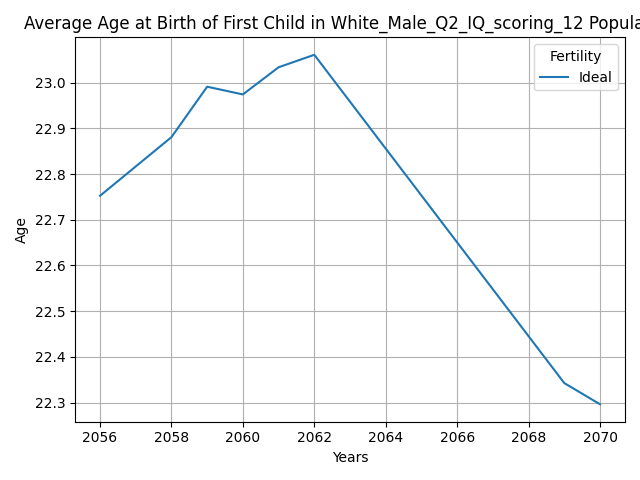 Average Age at Birth of First Child in White_Male_Q2_IQ_scoring_12 Popula
Fertility
Ideal
23.0
22.9
22.8
22.7
22.6
22.5
22.4
22.3
Age
2056 2058 2060 2062 2064 2066 2068 2070
Years